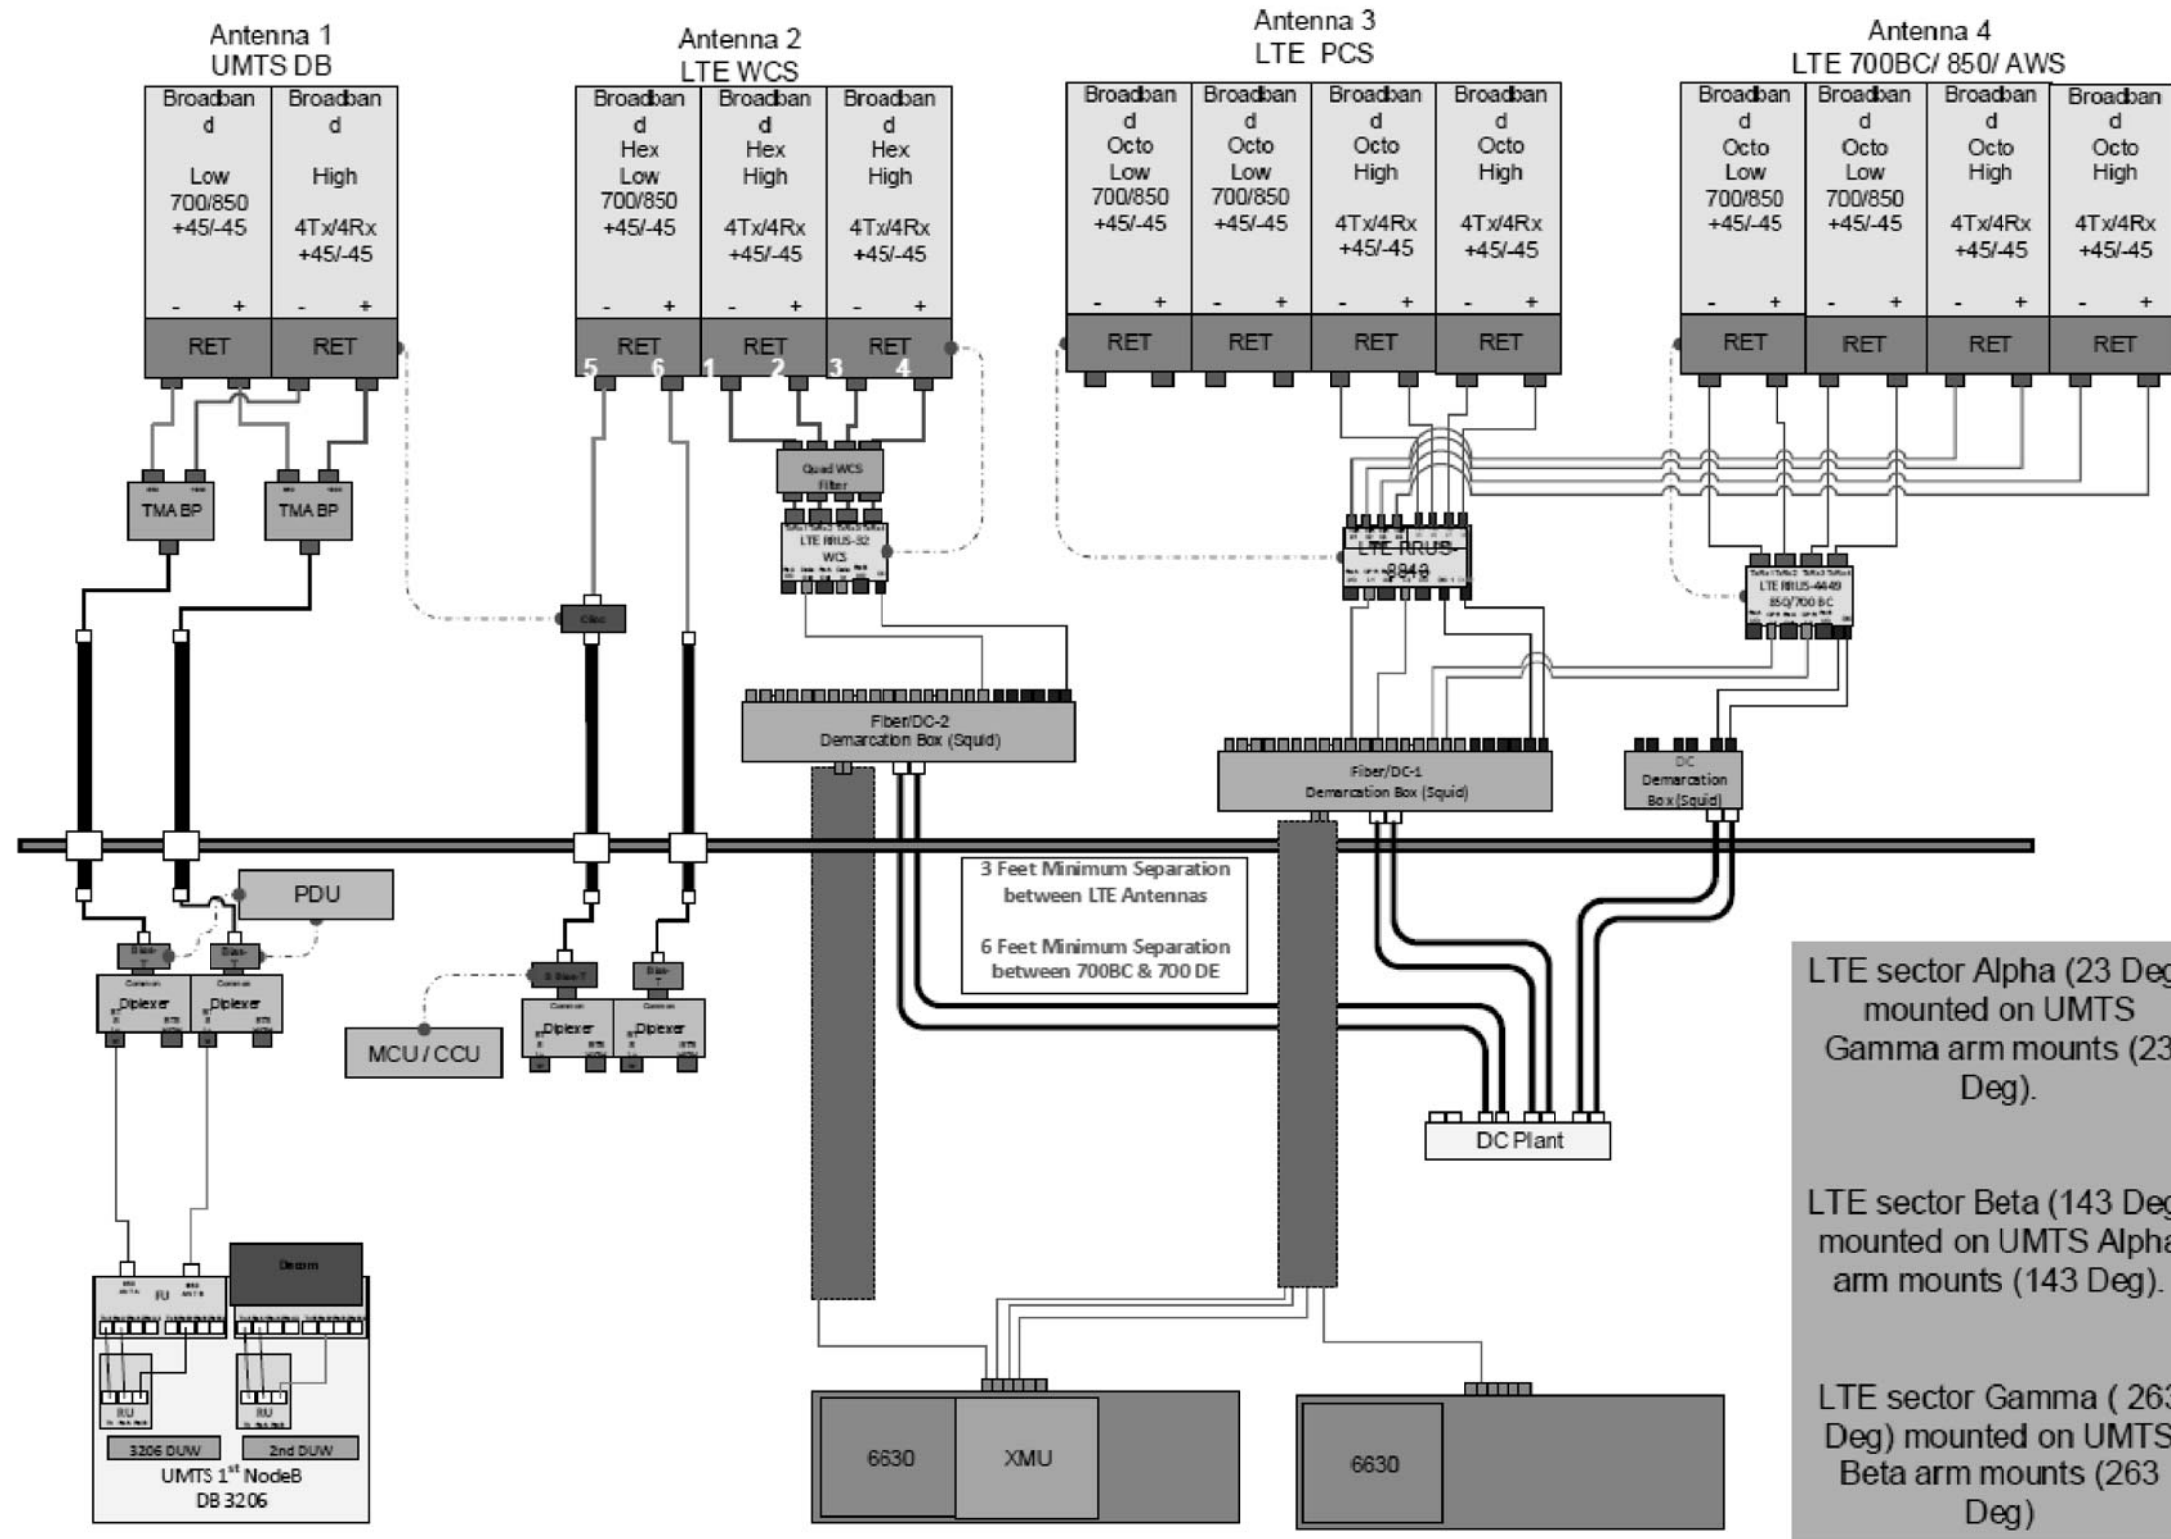 Antenna 1
UMTS DB
Antenna 2
LTE WCS
Antenna 3
LTE PCS
Antenna 4
LTE 700BC/ 850/ AWS
Broadban
d
Low
700/850
+45/-45
- +
RET
Broadban
d
High
4Tx/4Rx
+45/-45
- +
RET
Broadban
d
Hex
Low
700/850
+45/-45
- +
RET
5 6
Broadban
d
Hex
High
4Tx/4Rx
+45/-45
- +
RET
1 2
Broadban
d
Hex
High
4Tx/4Rx
+45/-45
- +
RET
3 4
Broadban
d
Octo
Low
700/850
+45/-45
- +
RET
Broadban
d
Octo
Low
700/850
+45/-45
- +
RET
Broadban
d
Octo
High
4Tx/4Rx
+45/-45
- +
RET
Broadban
d
Octo
High
4Tx/4Rx
+45/-45
- +
RET
Broadban
d
Octo
Low
700/850
+45/-45
- +
RET
Broadban
d
Octo
Low
700/850
+45/-45
- +
RET
Broadban
d
Octo
High
4Tx/4Rx
+45/-45
- +
RET
Broadban
d
Octo
High
4Tx/4Rx
+45/-45
- +
RET
TMA BP
TMA BP
Quad WCS
Filter
LTE RRUS-32
WCS
LTE RRUS-
LTE RRUS-4449
850/700 BC
Fiber/DC-2
Demarcation Box (Squid)
Fiber/DC-1
Demarcation Box (Squid)
DC
Demarcation
Box (Squid)
3 Feet Minimum Separation
between LTE Antennas
6 Feet Minimum Separation
between 700BC & 700 DE
PDU
Bias-
T
Bias-
T
Common
Diplexer
Common
Diplexer
MCU / CCU
Bias-
T
Common
Diplexer
Common
Diplexer
DC Plant
LTE sector Alpha (23 Deg
mounted on UMTS
Gamma arm mounts (23
Deg).
LTE sector Beta (143 Deg
mounted on UMTS Alpha
arm mounts (143 Deg).
LTE sector Gamma ( 263
Deg) mounted on UMTS
Beta arm mounts (263
Deg)
Decom
FU
RU
RU
3206 DUW
2nd DUW
UMTS 1st NodeB
DB 3206
6630
XMU
6630